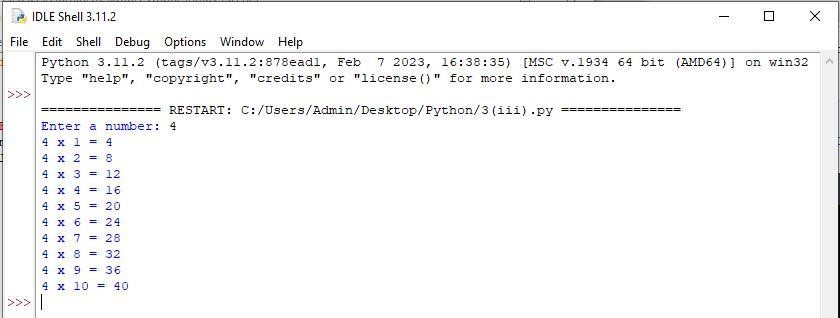 IDLE Shell 3.11.2
File Edit Shell Debug Options Window Help
Python 3.11.2 (tags/v3.11.2:878ead1, Feb  7 2023, 16:38:35) [MSC v.1934 64 bit (AMD64)] on win32
Type "help", "copyright", "credits" or "license()" for more information.
>>>
=============== RESTART: C:/Users/Admin/Desktop/Python/3(iii).py ===============
Enter a number: 4
4 x 1 = 4
4 x 2 = 8
4 x 3 = 12
4 x 4 = 16
4 x 5 = 20
4 x 6 = 24
4 x 7 = 28
4 x 8 = 32
4 x 9 = 36
4 x 10 = 40
>>>